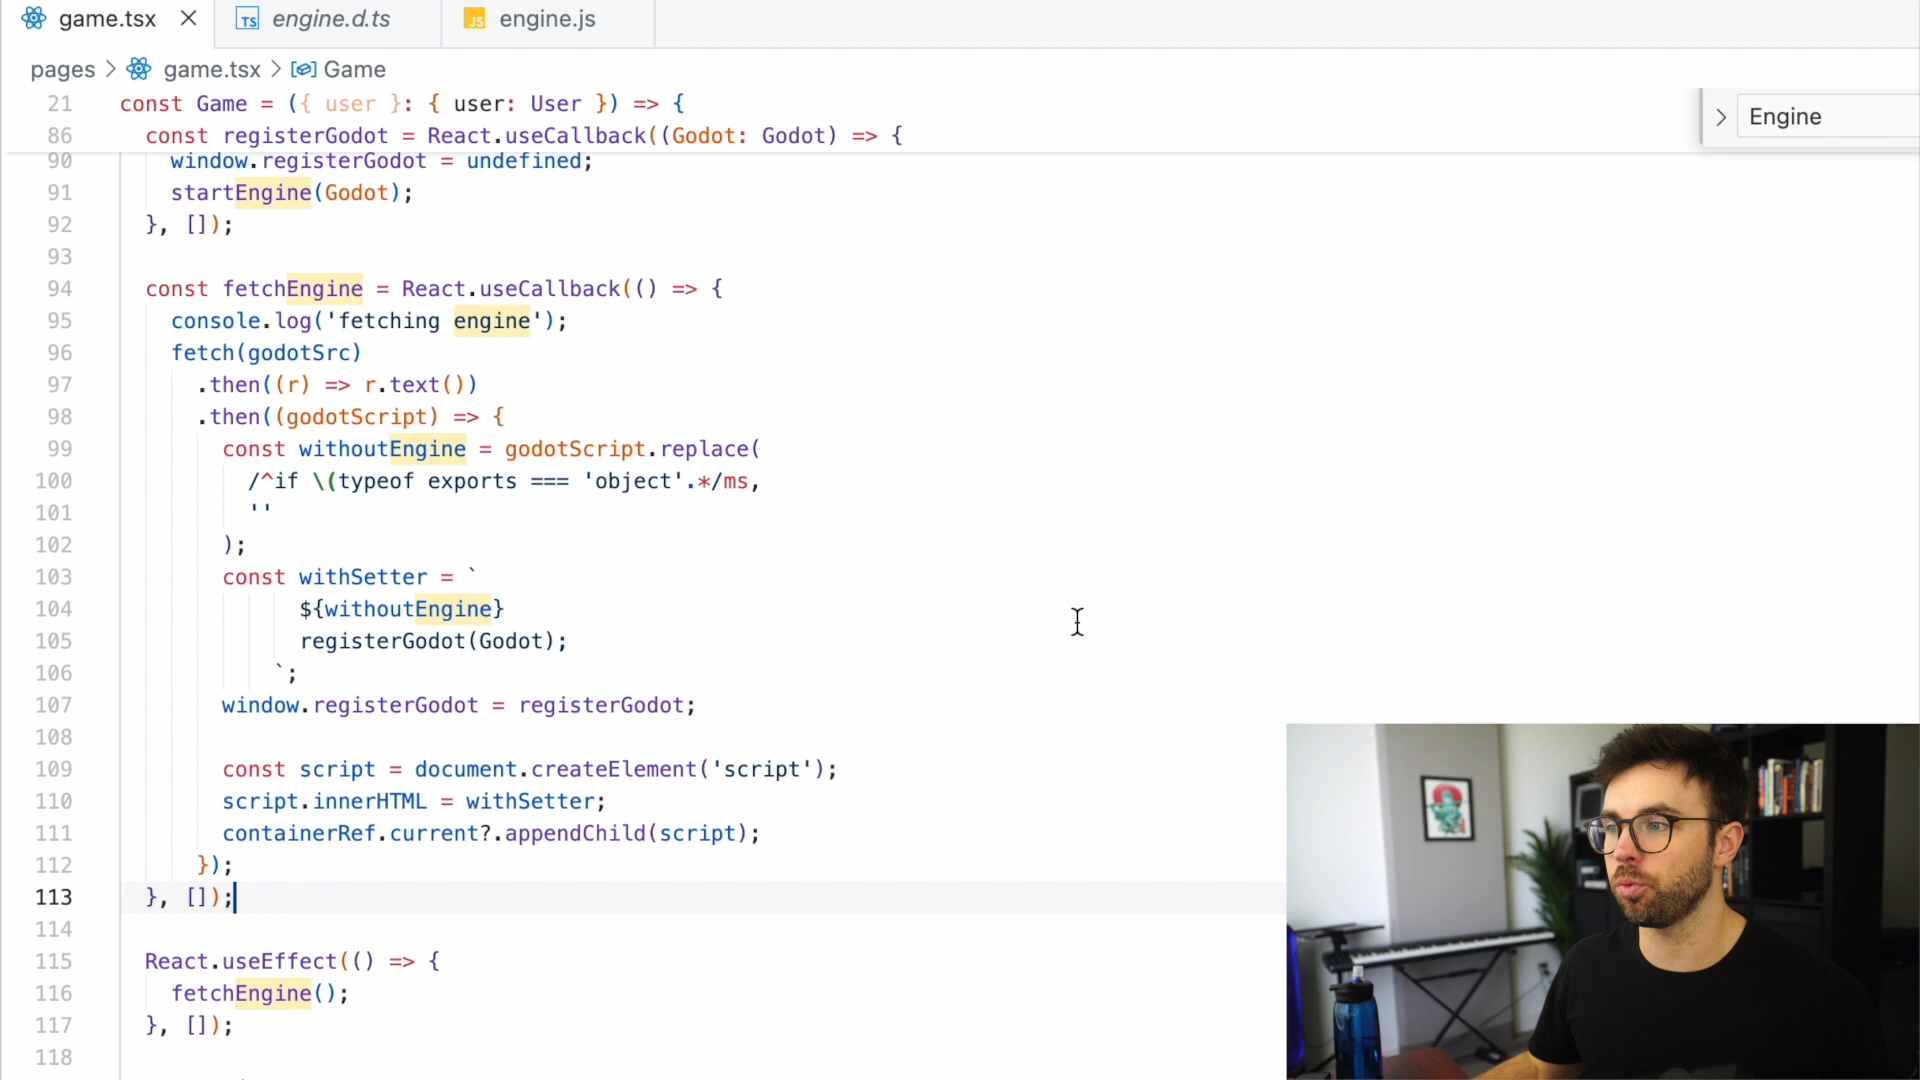 game.tsx
TS engine.d.ts
JS engine.js
pages > game.tsx > Game
21 const Game = ({ user }: { user: User }) => {
> Engine
86 const registerGodot = React.useCallback((Godot: Godot) => {
90 window.registerGodot = undefined;
91 startEngine(Godot);
92 }, []);
93
94 const fetchEngine = React.useCallback(() => {
95 console.log('fetching engine');
96 fetch(godotSrc)
97 .then((r) => r.text())
98 .then((godotScript) => {
99 const withoutEngine = godotScript.replace(
100 /^if \(typeof exports === 'object'.*/ms,
101 ''
102 );
103 const withSetter = `
104 ${withoutEngine}
105 registerGodot(Godot);
106 `;
107 window.registerGodot = registerGodot;
108
109 const script = document.createElement('script');
110 script.innerHTML = withSetter;
111 containerRef.current?.appendChild(script);
112 });
113 }, []);
114
115 React.useEffect(() => {
116 fetchEngine();
117 }, []);
118